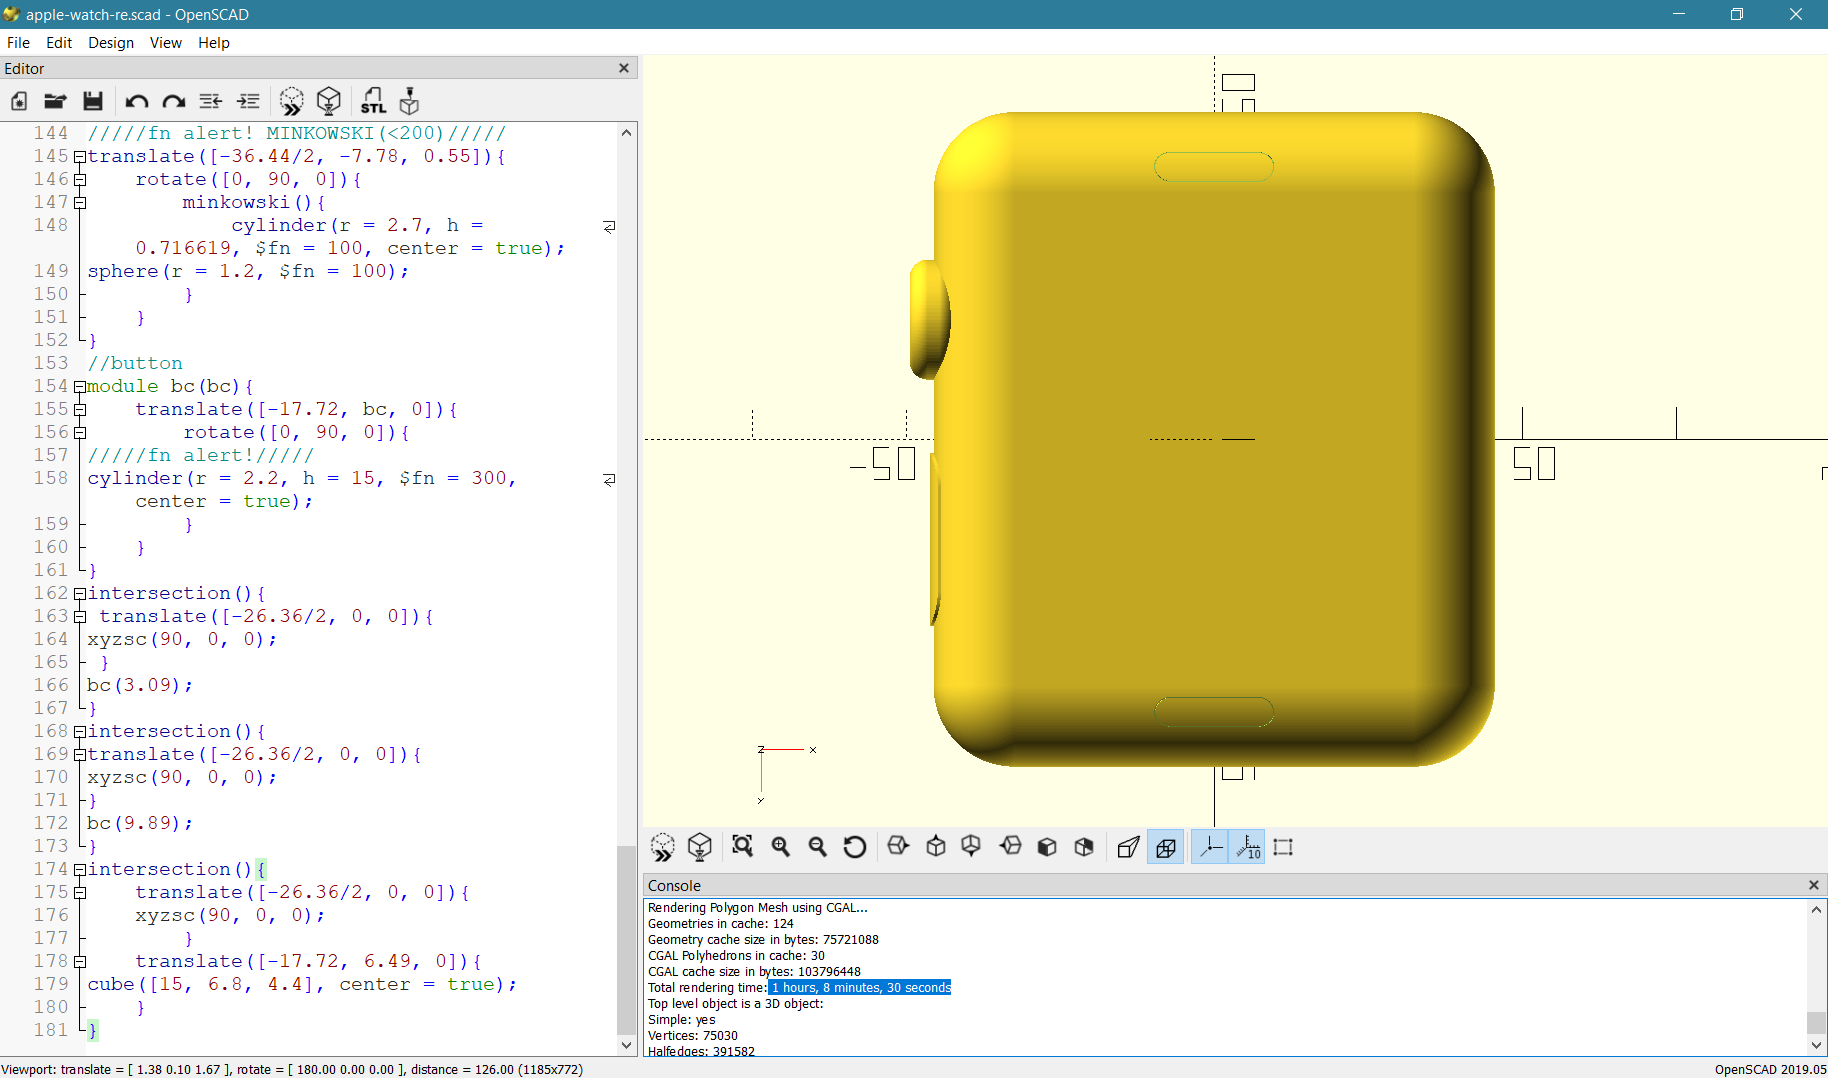 apple-watch-re.scad - OpenSCAD
File Edit Design View Help
Editor
STL
144 /////fn alert! MINKOWSKI(<200)/////
145 translate([-36.44/2, -7.78, 0.55]){
146 rotate([0, 90, 0]){
147 minkowski(){
148 cylinder(r = 2.7, h =
0.716619, $fn = 100, center = true);
149 sphere(r = 1.2, $fn = 100);
150 }
151 }
152 }
153 //button
154 module bc(bc){
155 translate([-17.72, bc, 0]){
156 rotate([0, 90, 0]){
157 /////fn alert!/////
158 cylinder(r = 2.2, h = 15, $fn = 300,
center = true);
159 }
160 }
161 }
162 intersection(){
163 translate([-26.36/2, 0, 0]){
164 xyzsc(90, 0, 0);
165 }
166 bc(3.09);
167 }
168 intersection(){
169 translate([-26.36/2, 0, 0]){
170 xyzsc(90, 0, 0);
171 }
172 bc(9.89);
173 }
174 intersection(){
175 translate([-26.36/2, 0, 0]){
176 xyzsc(90, 0, 0);
177 }
178 translate([-17.72, 6.49, 0]){
179 cube([15, 6.8, 4.4], center = true);
180 }
181 }
-50
50
z x
y
10
Console
Rendering Polygon Mesh using CGAL...
Geometries in cache: 124
Geometry cache size in bytes: 75721088
CGAL Polyhedrons in cache: 30
CGAL cache size in bytes: 103796448
Total rendering time: 1 hours, 8 minutes, 30 seconds
Top level object is a 3D object:
Simple: yes
Vertices: 75030
Halfedges: 391582
Viewport: translate = [ 1.38 0.10 1.67 ], rotate = [ 180.00 0.00 0.00 ], distance = 126.00 (1185x772)
OpenSCAD 2019.05